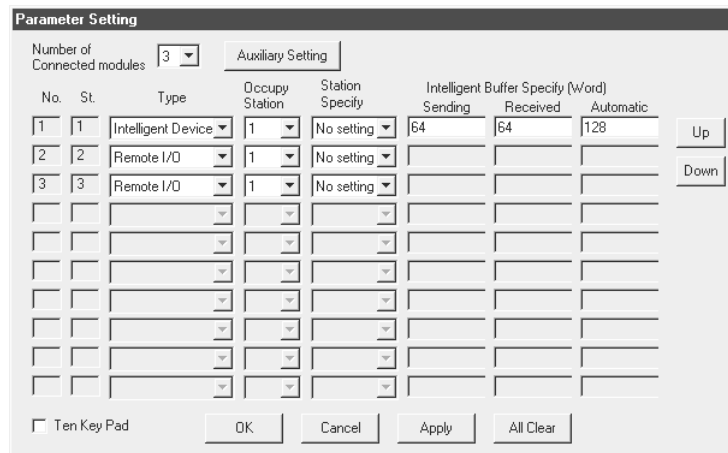 Parameter Setting
Number of
Connected modules
3
Auxiliary Setting
No. St. Type Occupy Station Station Specify Intelligent Buffer Specify (Word)
Sending Received Automatic
1 1 Intelligent Device 1 No setting 64 64 128
2 2 Remote I/O 1 No setting
3 3 Remote I/O 1 No setting
Up
Down
Ten Key Pad
OK Cancel Apply All Clear